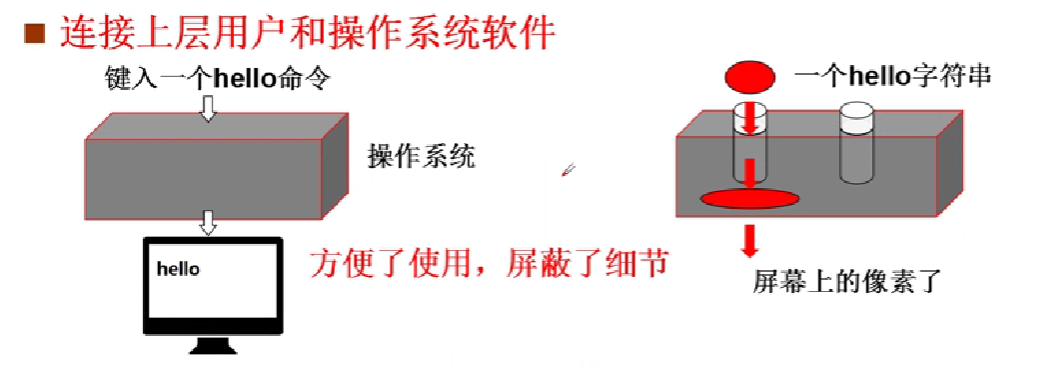 连接上层用户和操作系统软件
键入一个hello命令
一个hello字符串
操作系统
hello
方便了使用，屏蔽了细节
屏幕上的像素了